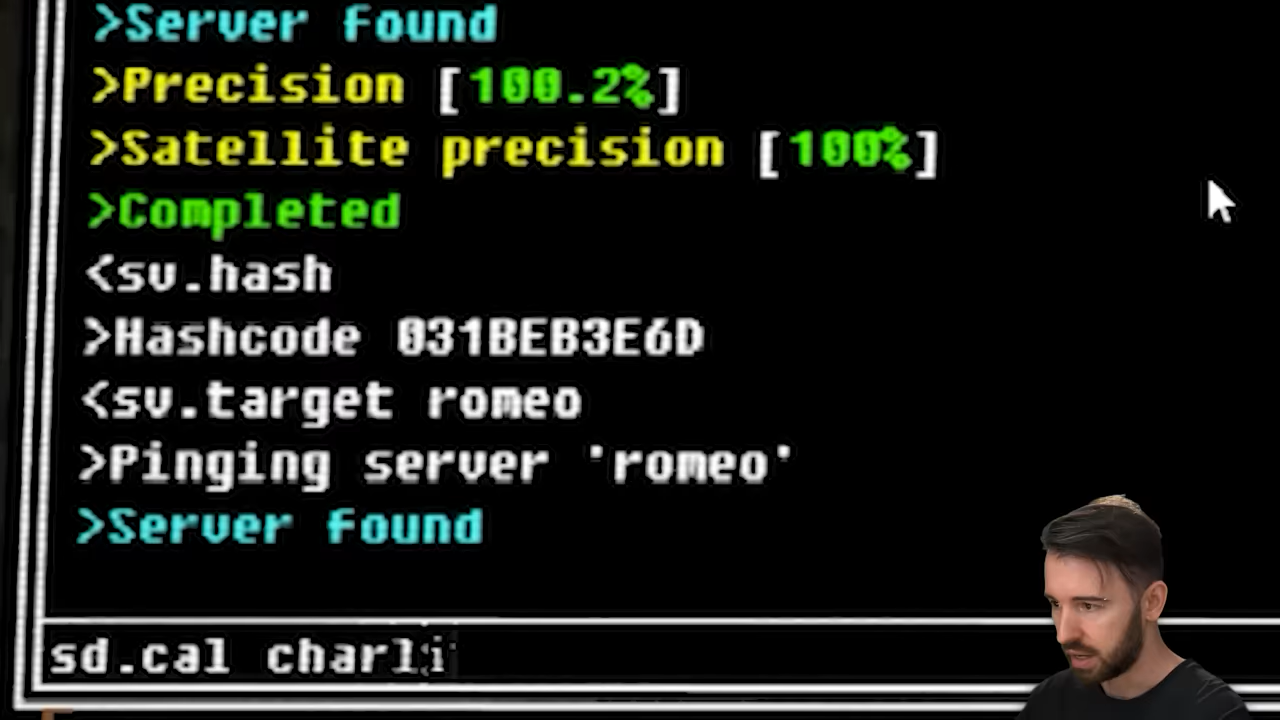 >Server found
>Precision [100.2%]
>Satellite precision [100%]
>Completed
<sv.hash
>Hashcode 031BEB3E6D
<sv.target romeo
>Pinging server 'romeo'
>Server found
sd.cal charli